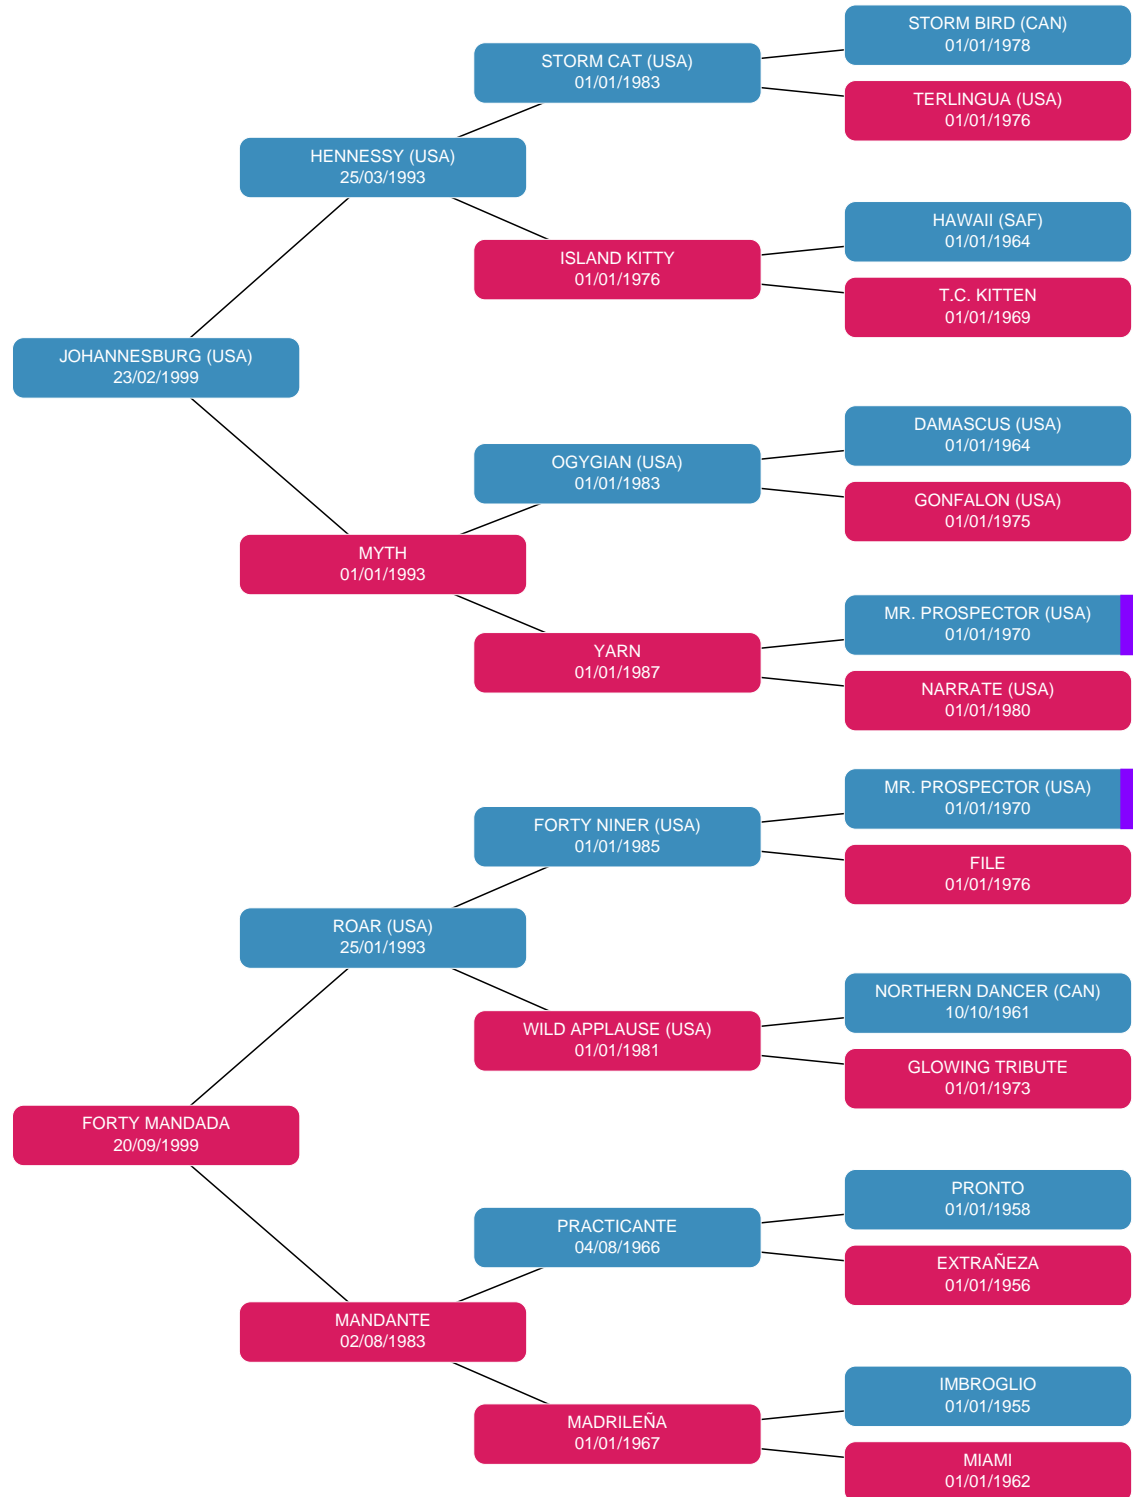 STORM BIRD (CAN)
01/01/1978
STORM CAT (USA)
01/01/1983
TERLINGUA (USA)
01/01/1976
HENNESSY (USA)
25/03/1993
HAWAII (SAF)
01/01/1964
ISLAND KITTY
01/01/1976
T.C. KITTEN
01/01/1969
JOHANNESBURG (USA)
23/02/1999
DAMASCUS (USA)
01/01/1964
OGYGIAN (USA)
01/01/1983
GONFALON (USA)
01/01/1975
MYTH
01/01/1993
MR. PROSPECTOR (USA)
01/01/1970
YARN
01/01/1987
NARRATE (USA)
01/01/1980
MR. PROSPECTOR (USA)
01/01/1970
FORTY NINER (USA)
01/01/1985
FILE
01/01/1976
ROAR (USA)
25/01/1993
NORTHERN DANCER (CAN)
10/10/1961
WILD APPLAUSE (USA)
01/01/1981
GLOWING TRIBUTE
01/01/1973
FORTY MANDADA
20/09/1999
PRONTO
01/01/1958
PRACTICANTE
04/08/1966
EXTRAÑEZA
01/01/1956
MANDANTE
02/08/1983
IMBROGLIO
01/01/1955
MADRILEÑA
01/01/1967
MIAMI
01/01/1962